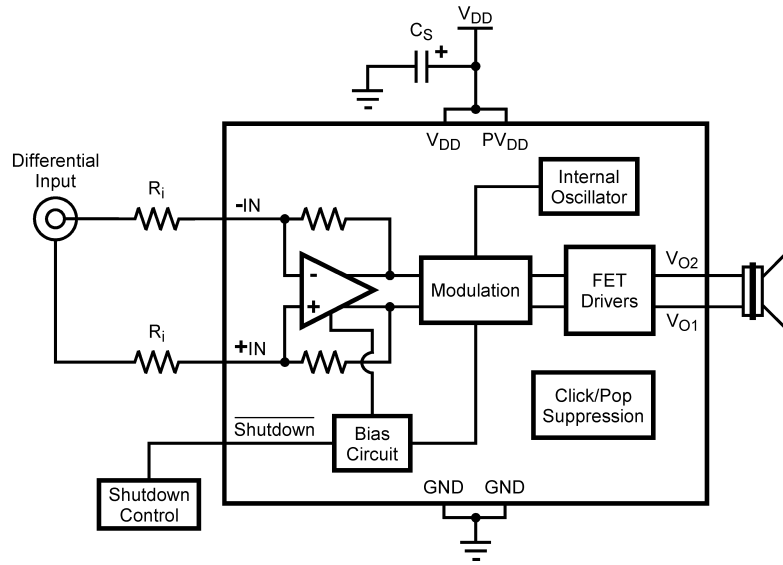 VDD
CS
+
VDD PVDD
Differential
Input
Ri
-IN
Internal
Oscillator
-
+
Modulation
FET
Drivers
VO2
VO1
Ri
+IN
Click/Pop
Suppression
Shutdown
Bias
Circuit
Shutdown
Control
GND GND